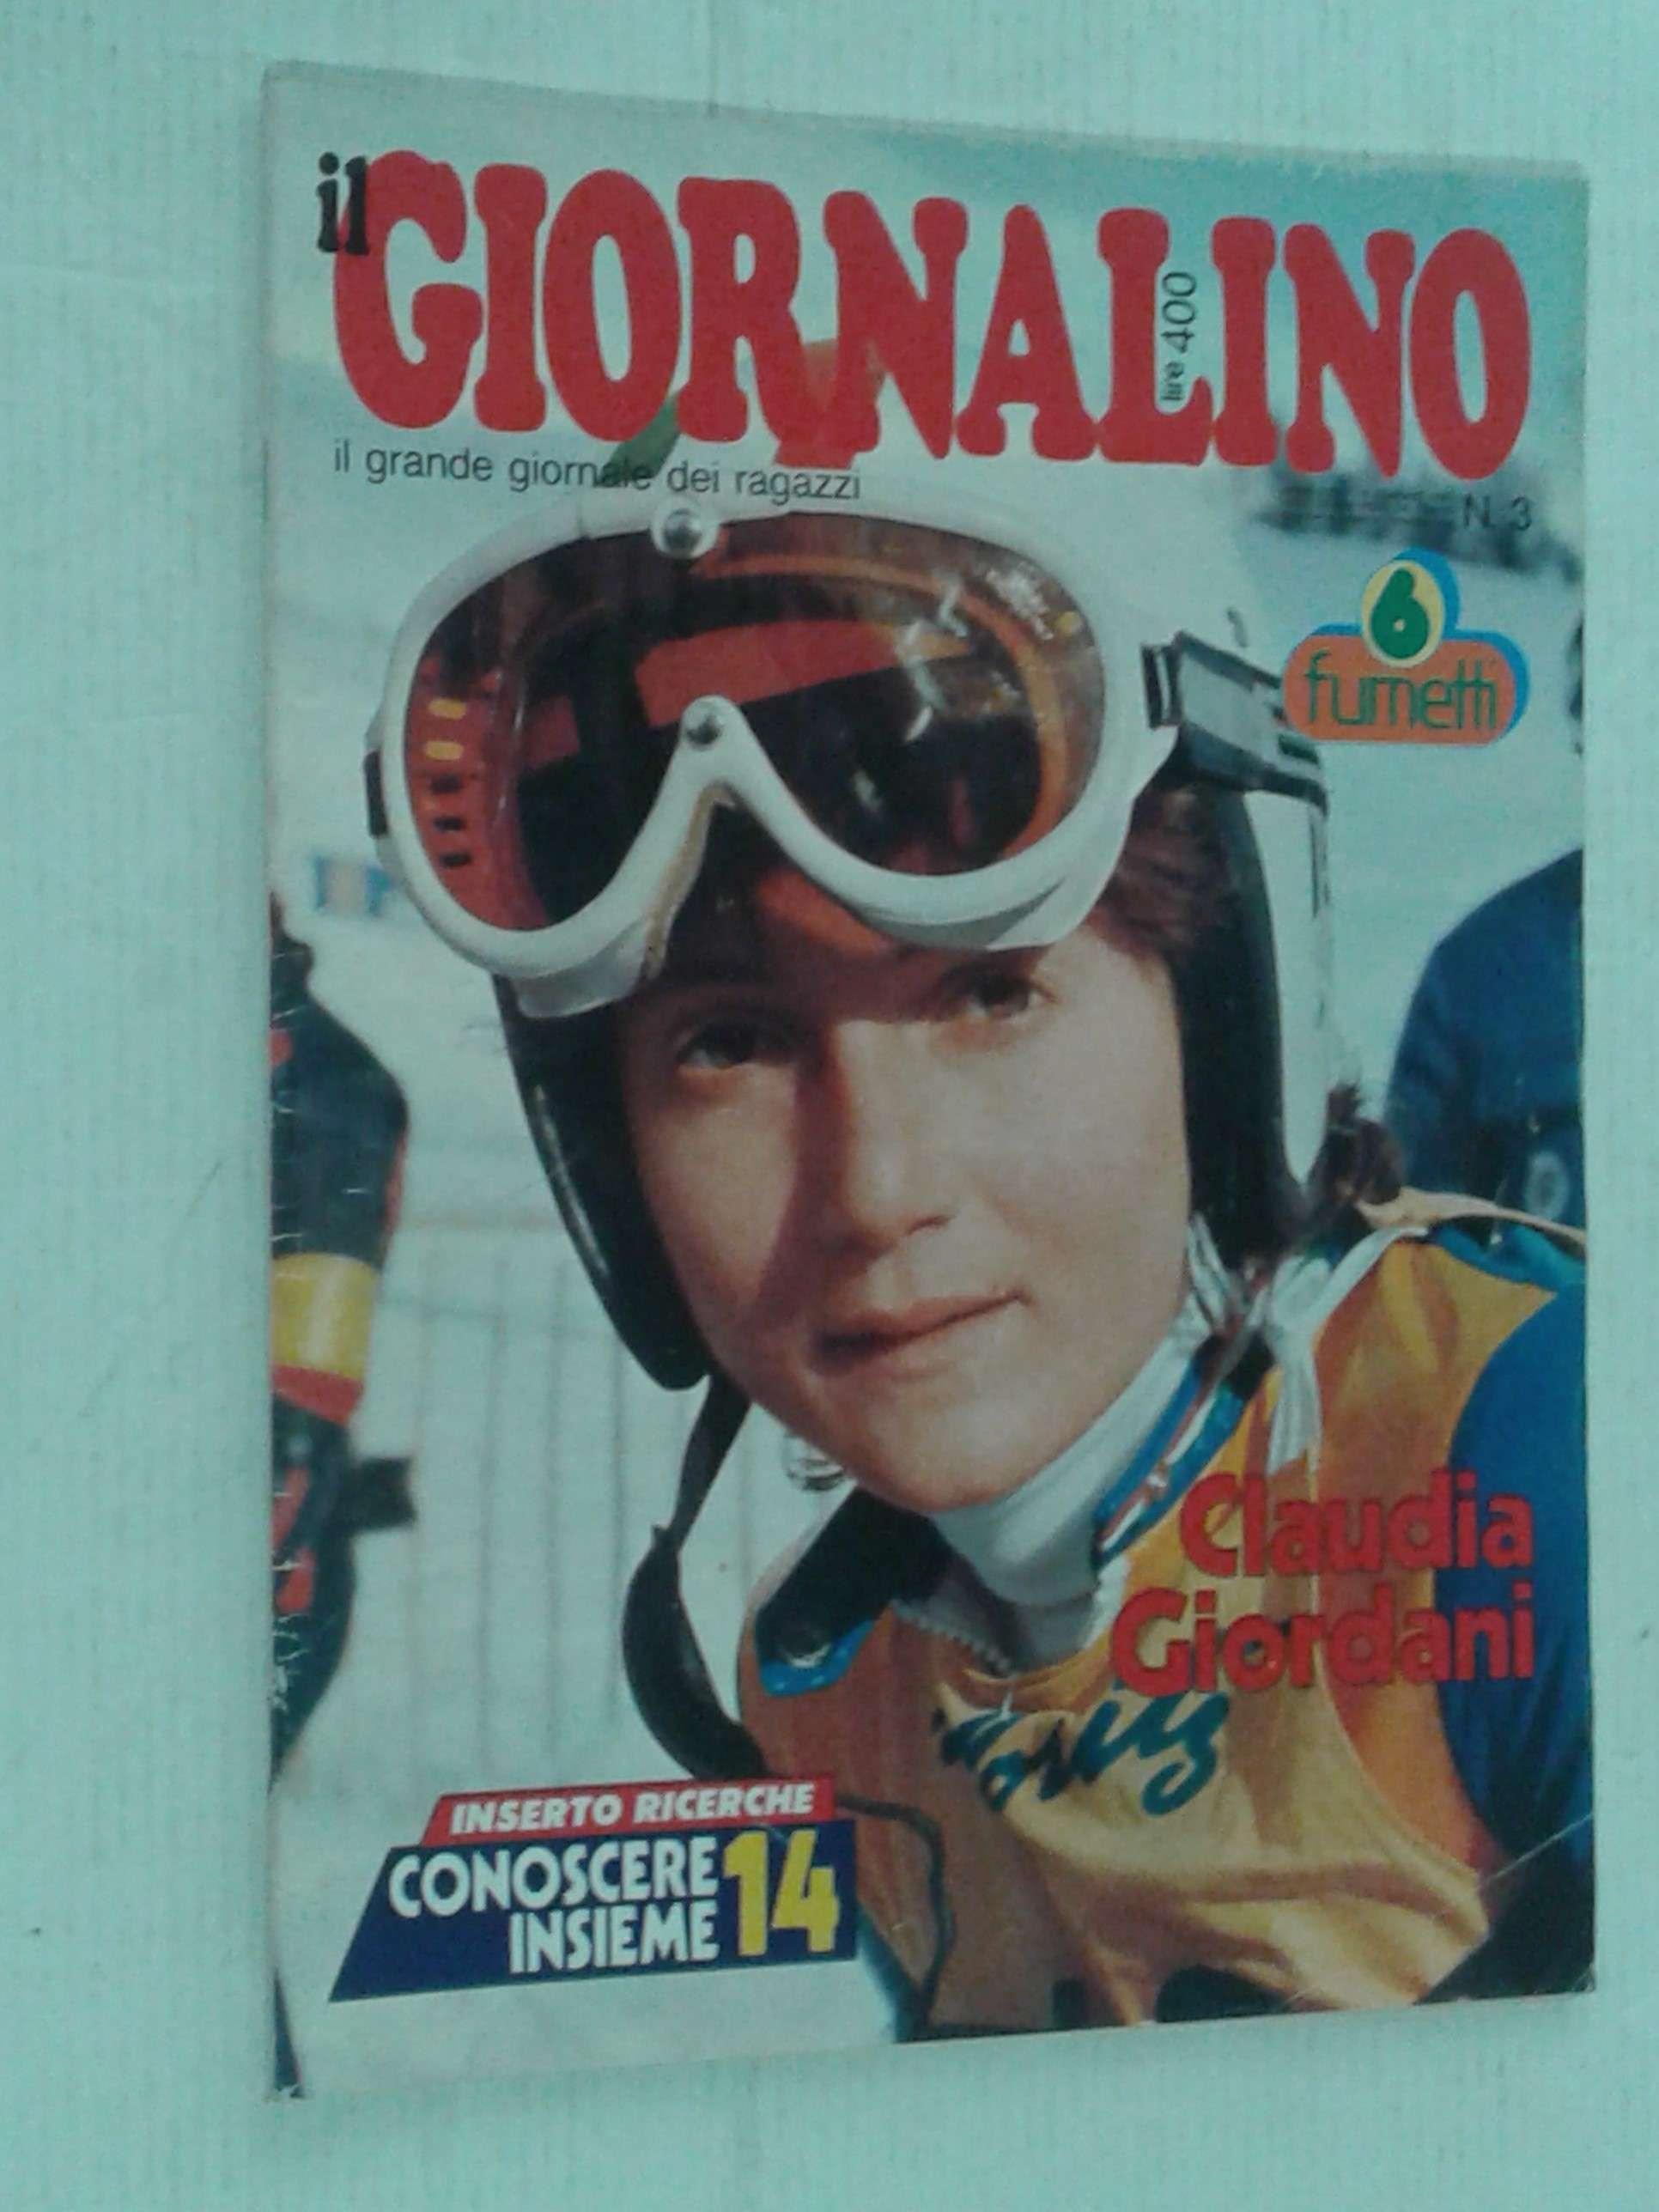 il GIORNALINO
lire 400
il grande giornale dei ragazzi
N. 3
6
fumetti
Claudia
Giordani
INSERTO RICERCHE
CONOSCERE
INSIEME
14